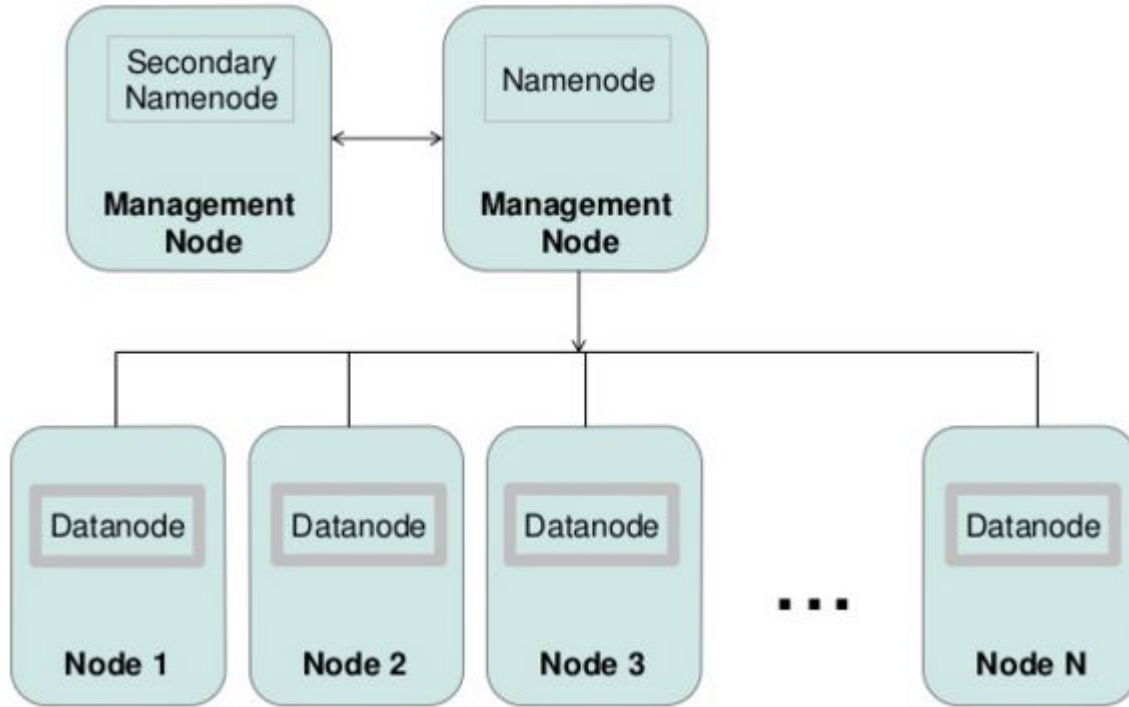 Secondary
Namenode
Management
Node
Namenode
Management
Node
Datanode
Node 1
Datanode
Node 2
Datanode
Node 3
...
Datanode
Node N